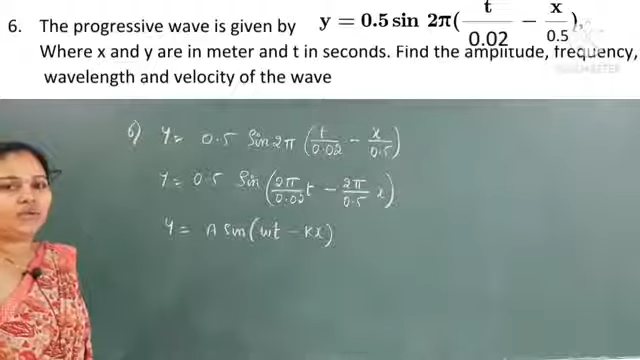 6. The progressive wave is given by y = 0.5 sin 2π( t/0.02 − x/0.5 ),
Where x and y are in meter and t in seconds. Find the amplitude, frequency,
wavelength and velocity of the wave
6) y = 0.5 Sin 2π ( t/0.02 − x/0.5 )
y = 0.5 Sin ( 2π/0.02 t − 2π/0.5 x )
y = A Sin ( ωt − kx )